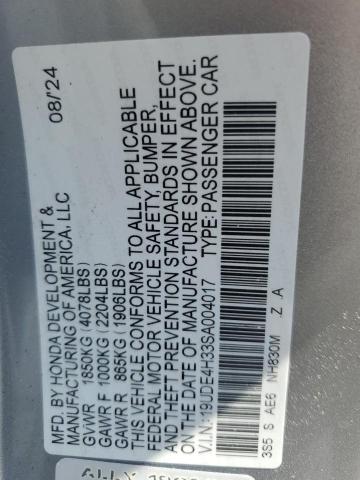 MFD. BY HONDA DEVELOPMENT & 08/'24
MANUFACTURING OF AMERICA, LLC
GVWR 1850KG (4078LBS)
GAWR F 1000KG (2204LBS)
GAWR R 865KG (1906LBS)
THIS VEHICLE CONFORMS TO ALL APPLICABLE
FEDERAL MOTOR VEHICLE SAFETY, BUMPER,
AND THEFT PREVENTION STANDARDS IN EFFECT
ON THE DATE OF MANUFACTURE SHOWN ABOVE.
V.I.N.: 19UDE4H33SA004017 TYPE: PASSENGER CAR
3S5 S AE6 NH830M Z A